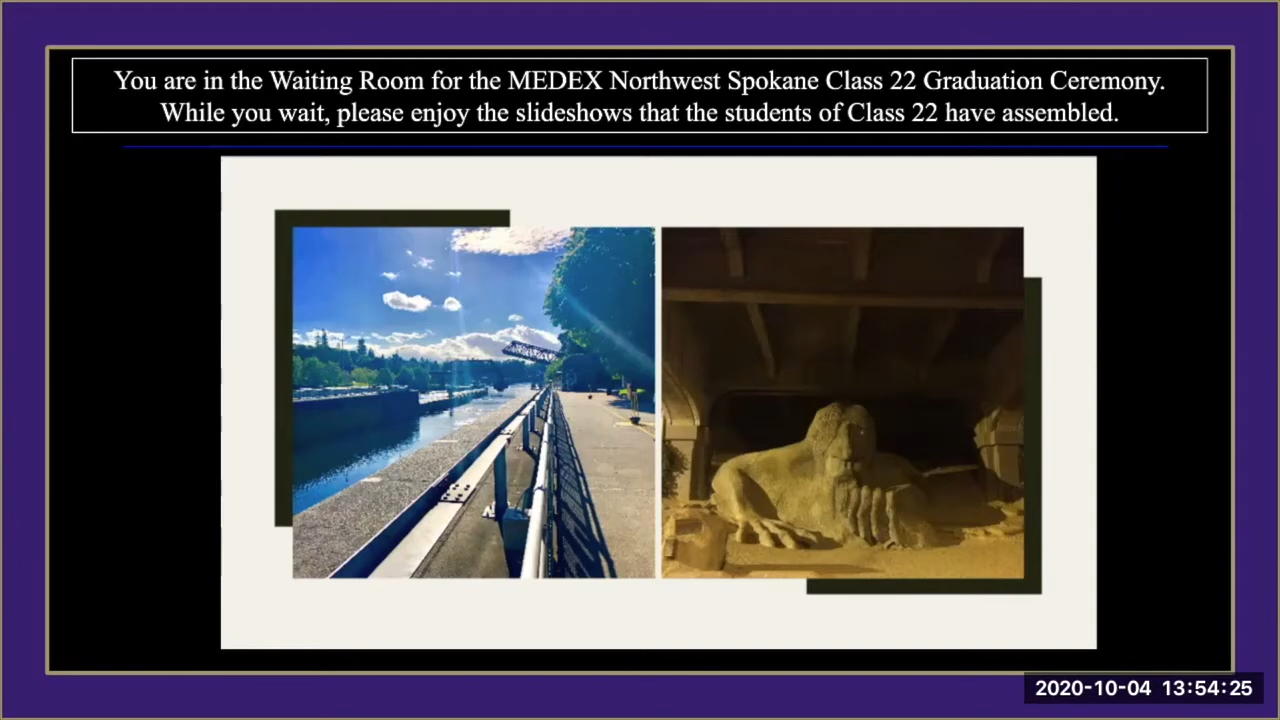 You are in the Waiting Room for the MEDEX Northwest Spokane Class 22 Graduation Ceremony.
While you wait, please enjoy the slideshows that the students of Class 22 have assembled.
2020-10-04 13:54:25